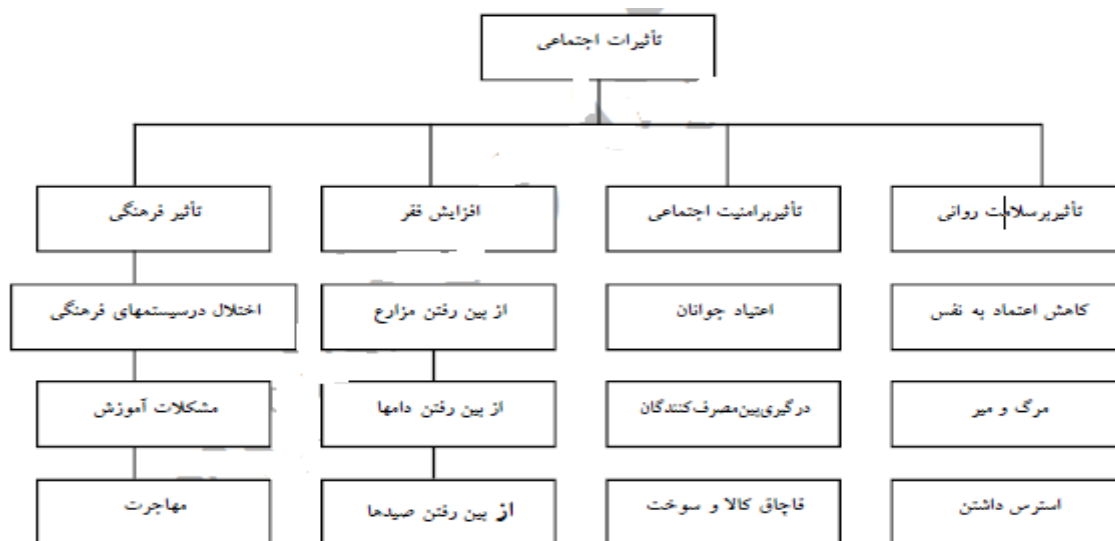 تأثیرات اجتماعی
تأثیربرسلامت روانی
تأثیربرامنیت اجتماعی
افزایش فقر
تأثیر فرهنگی
کاهش اعتماد به نفس
اعتیاد جوانان
از بین رفتن مزارع
اختلال درسیستمهای فرهنگی
مرگ و میر
درگیری‌بین‌مصرف‌کنندگان
از بین رفتن دامها
مشکلات آموزش
استرس داشتن
قاچاق کالا و سوخت
از بین رفتن صیدها
مهاجرت